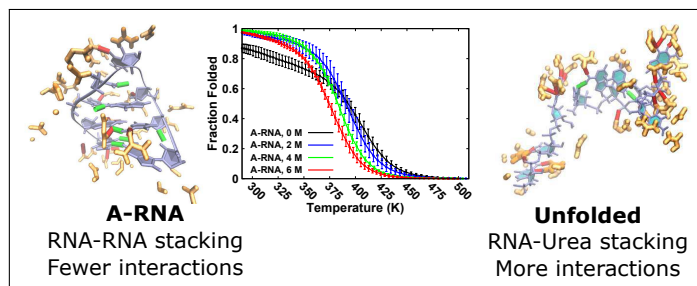 1
0.8
0.6
0.4
0.2
0
Fraction Folded
A-RNA, 0 M
A-RNA, 2 M
A-RNA, 4 M
A-RNA, 6 M
300 325 350 375 400 425 450 475 500
Temperature (K)
A-RNA
RNA-RNA stacking
Fewer interactions
Unfolded
RNA-Urea stacking
More interactions